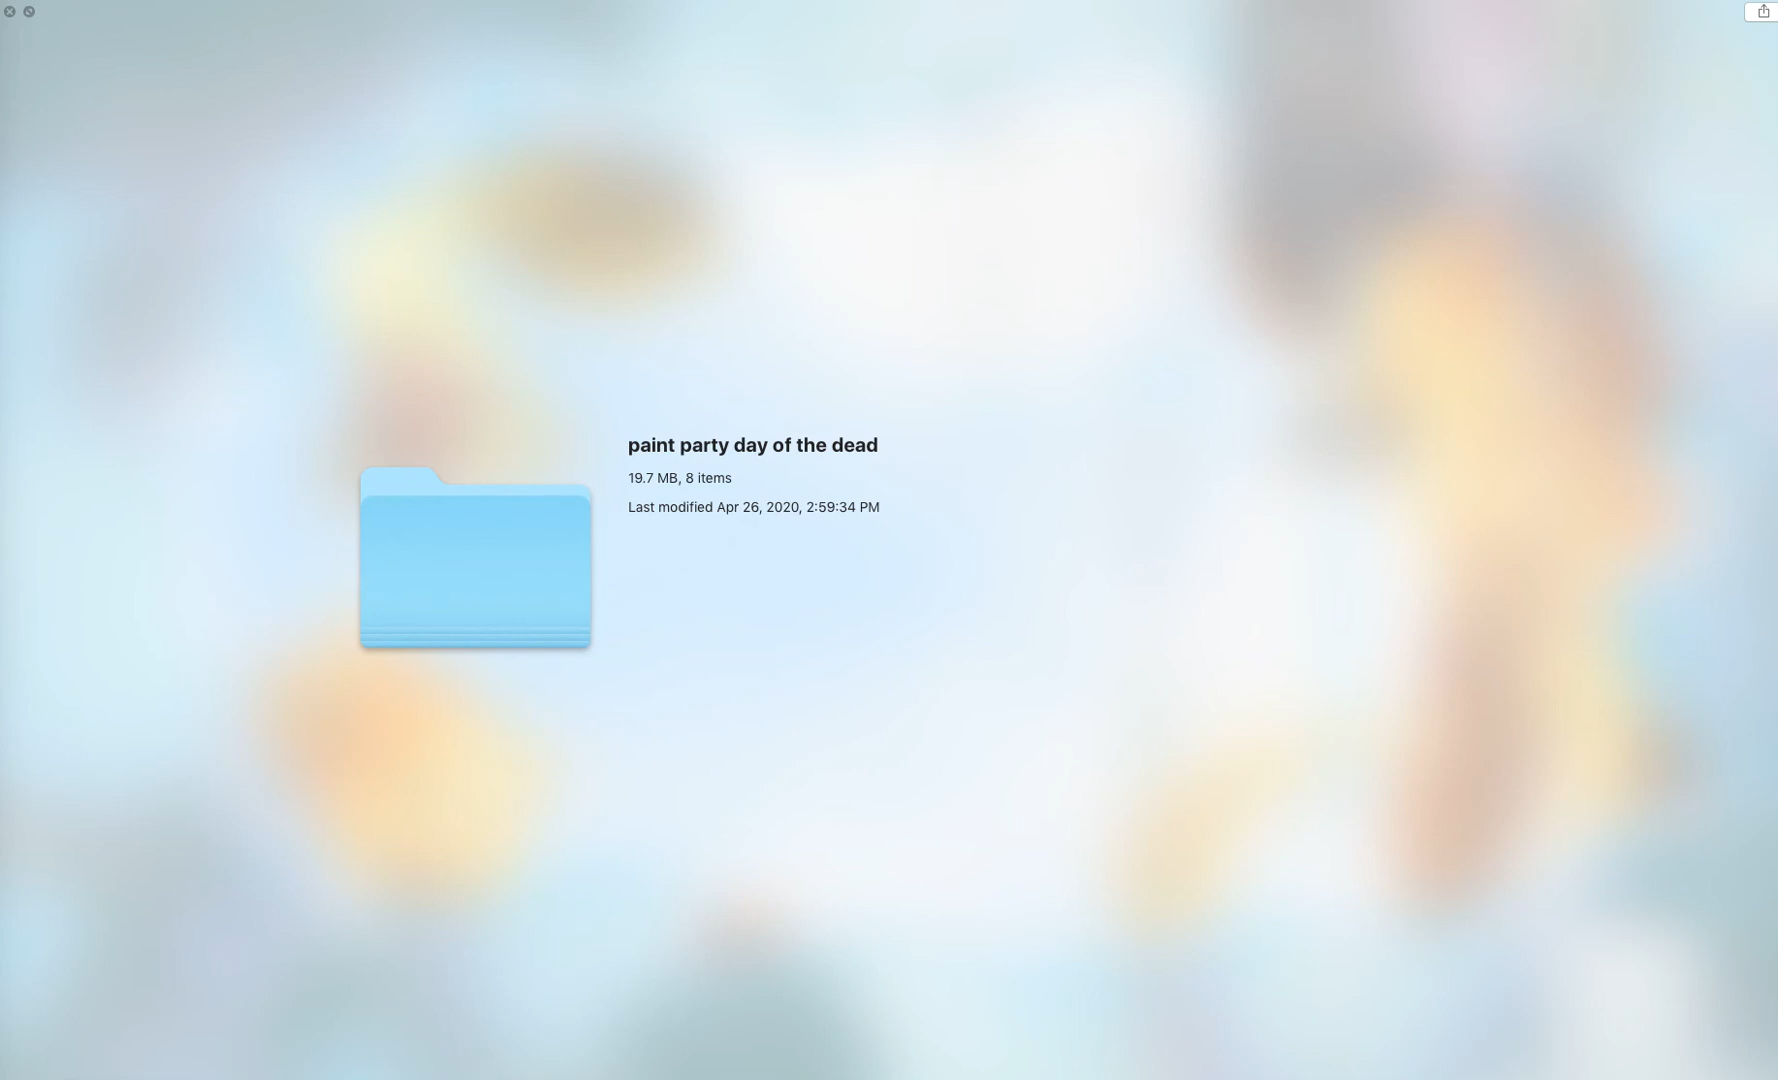 paint party day of the dead
19.7 MB, 8 items
Last modified Apr 26, 2020, 2:59:34 PM